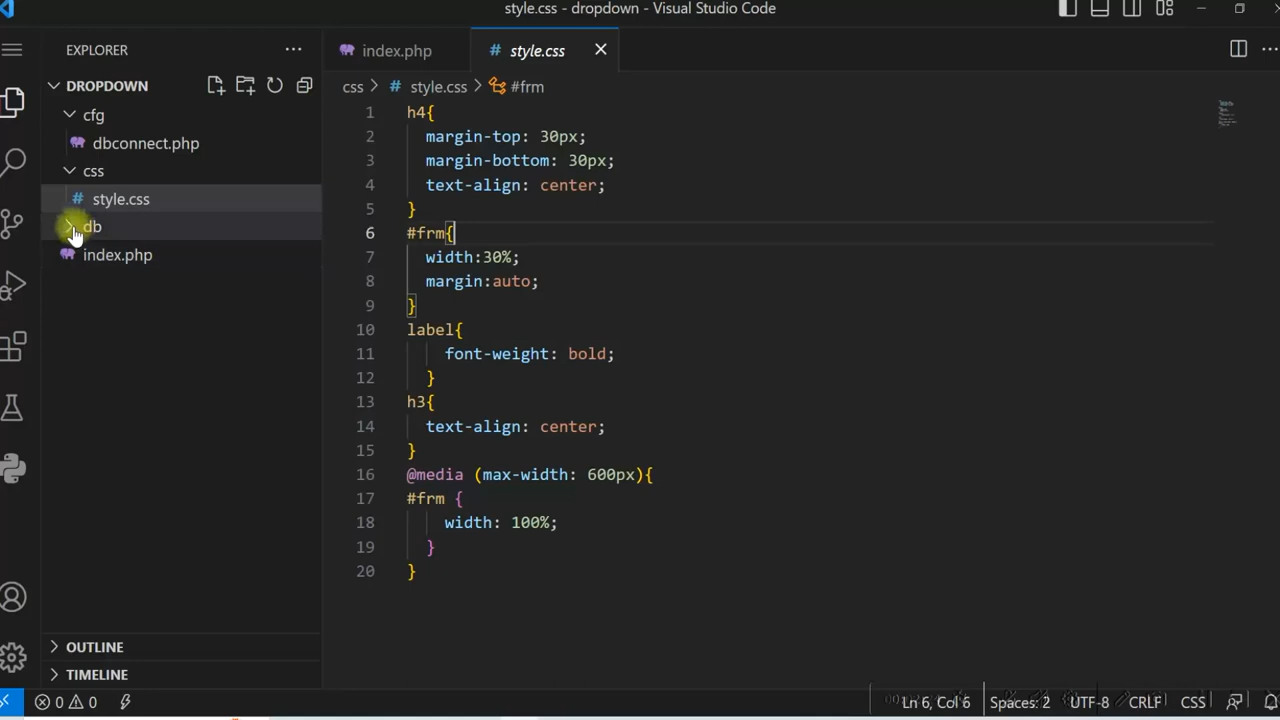 style.css - dropdown - Visual Studio Code
EXPLORER
DROPDOWN
cfg
dbconnect.php
css
style.css
db
index.php
OUTLINE
TIMELINE
index.php
# style.css
css > # style.css > #frm
1 h4{
2 margin-top: 30px;
3 margin-bottom: 30px;
4 text-align: center;
5 }
6 #frm{
7 width:30%;
8 margin:auto;
9 }
10 label{
11 font-weight: bold;
12 }
13 h3{
14 text-align: center;
15 }
16 @media (max-width: 600px){
17 #frm {
18 width: 100%;
19 }
20 }
0 0 Ln 6, Col 6 Spaces: 2 UTF-8 CRLF CSS